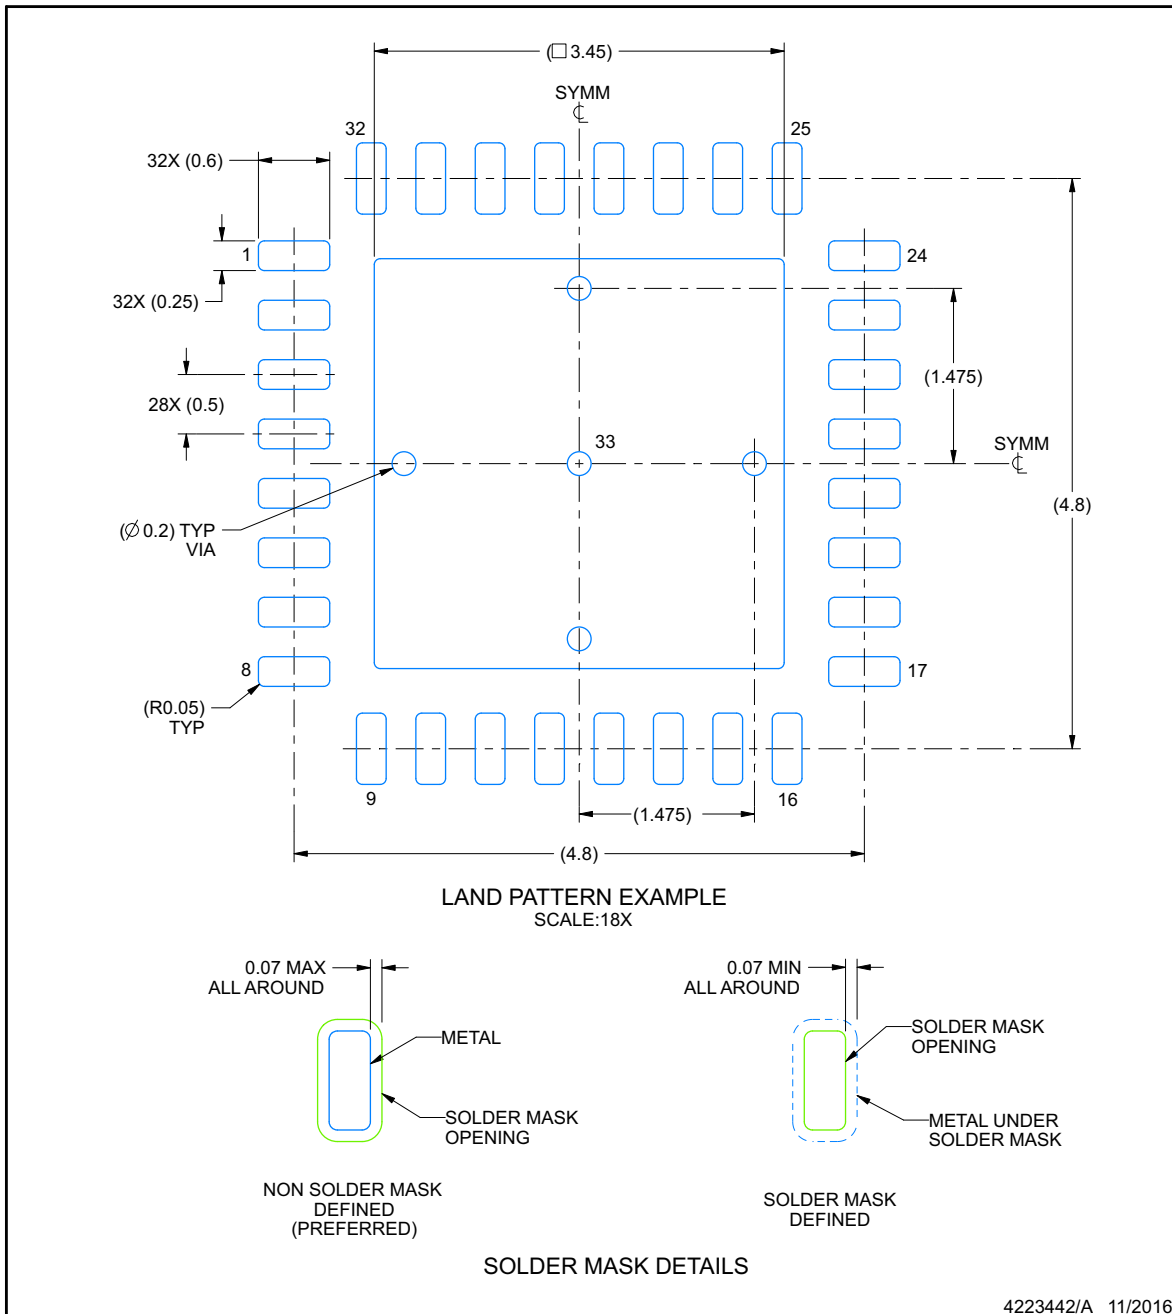 (□ 3.45)
SYMM
℄
32
25
32X (0.6)
1
24
32X (0.25)
(1.475)
28X (0.5)
33
SYMM
℄
(4.8)
(∅ 0.2) TYP
VIA
8
17
(R0.05)
TYP
9
16
(1.475)
(4.8)
LAND PATTERN EXAMPLE
SCALE:18X
0.07 MAX
ALL AROUND
METAL
SOLDER MASK
OPENING
NON SOLDER MASK
DEFINED
(PREFERRED)
0.07 MIN
ALL AROUND
SOLDER MASK
OPENING
METAL UNDER
SOLDER MASK
SOLDER MASK
DEFINED
SOLDER MASK DETAILS
4223442/A 11/2016